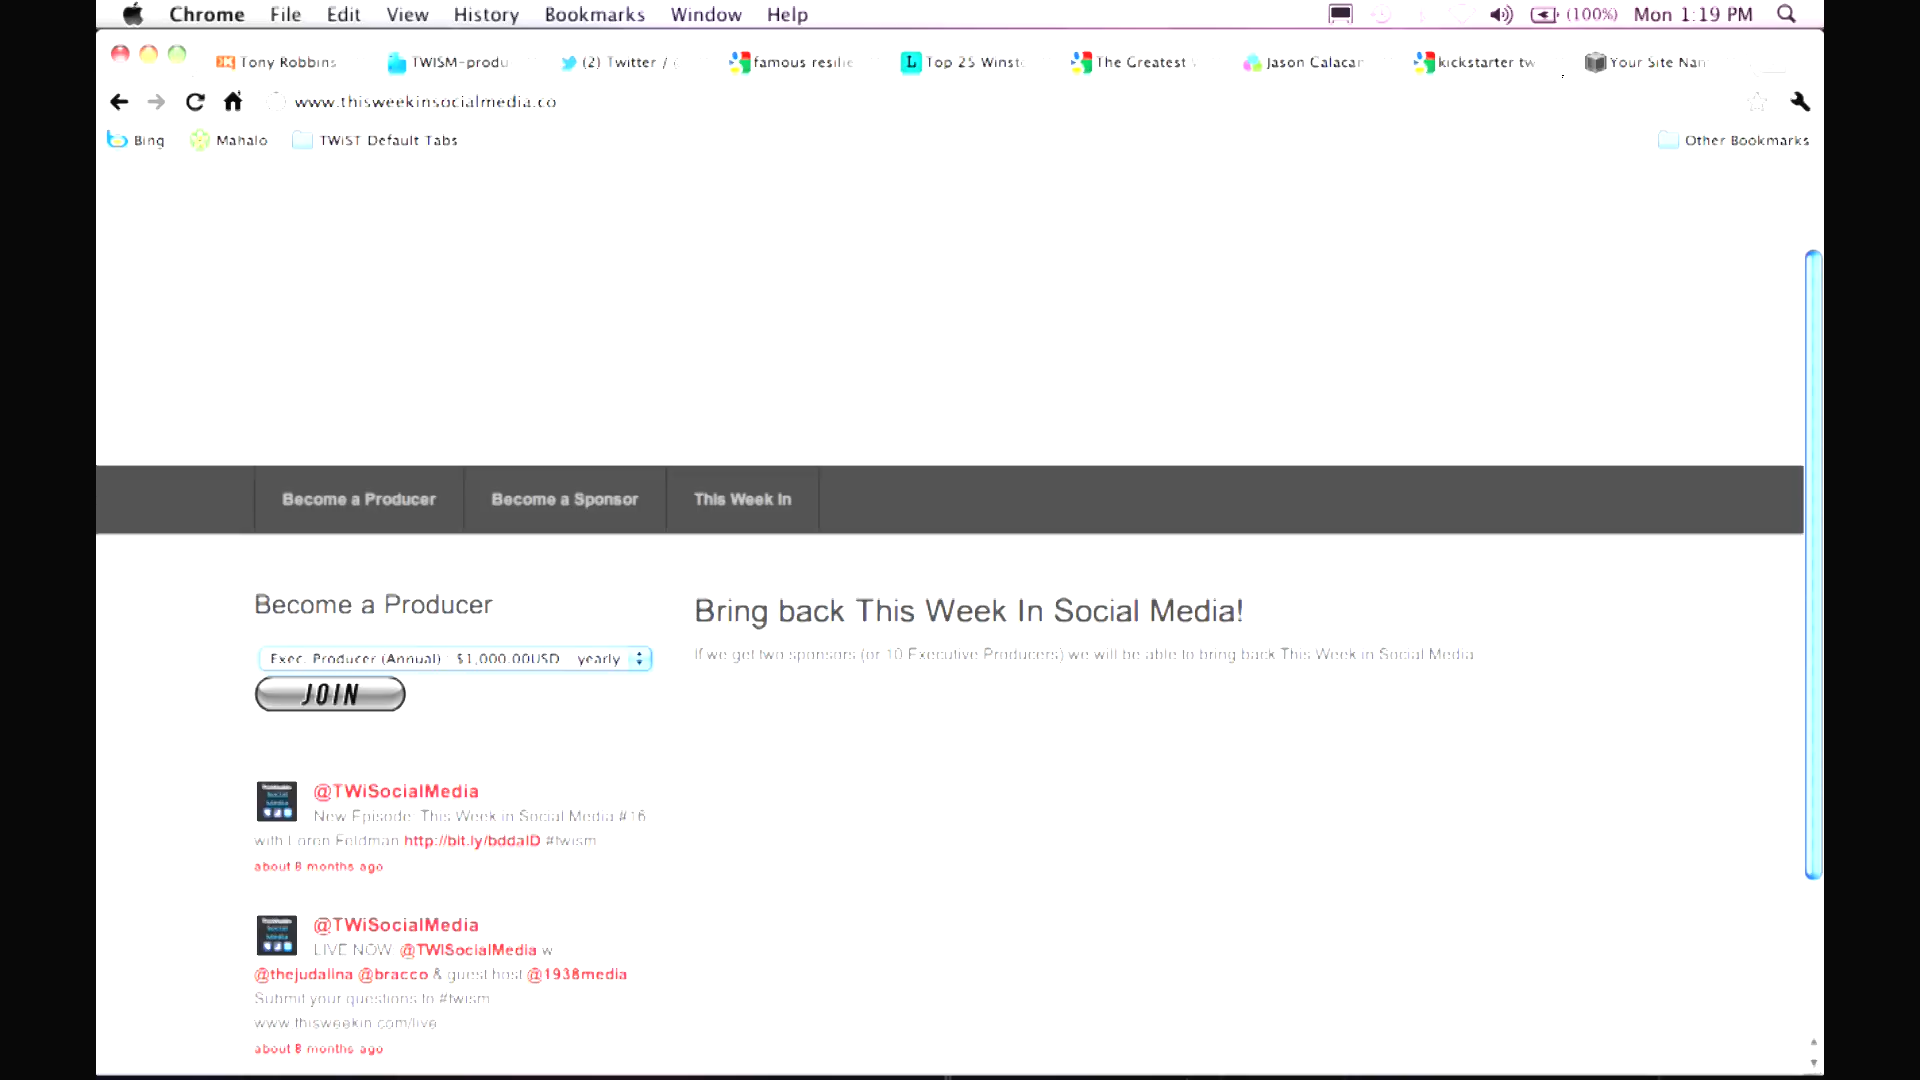 Chrome File Edit View History Bookmarks Window Help (100%) Mon 1:19 PM
Tony Robbins TWISM-produ (2) Twitter / famous resilie Top 25 Winsto The Greatest Jason Calacan kickstarter tw Your Site Nan
www.thisweekinsocialmedia.co
Bing Mahalo TWiST Default Tabs Other Bookmarks
Become a Producer Become a Sponsor This Week In
Become a Producer
Bring back This Week In Social Media!
Exec. Producer (Annual) $1,000.00USD yearly
If we get two sponsors (or 10 Executive Producers) we will be able to bring back This Week in Social Media
JOIN
@TWiSocialMedia
New Episode This Week in Social Media #16
with Loren Feldman http://bit.ly/bddaID #twism
about 8 months ago
@TWiSocialMedia
LIVE NOW @TWISocialMedia w
@thejudalina @bracco & guest host @1938media
Submit your questions to #twism
www.thisweekin.com/live
about 8 months ago